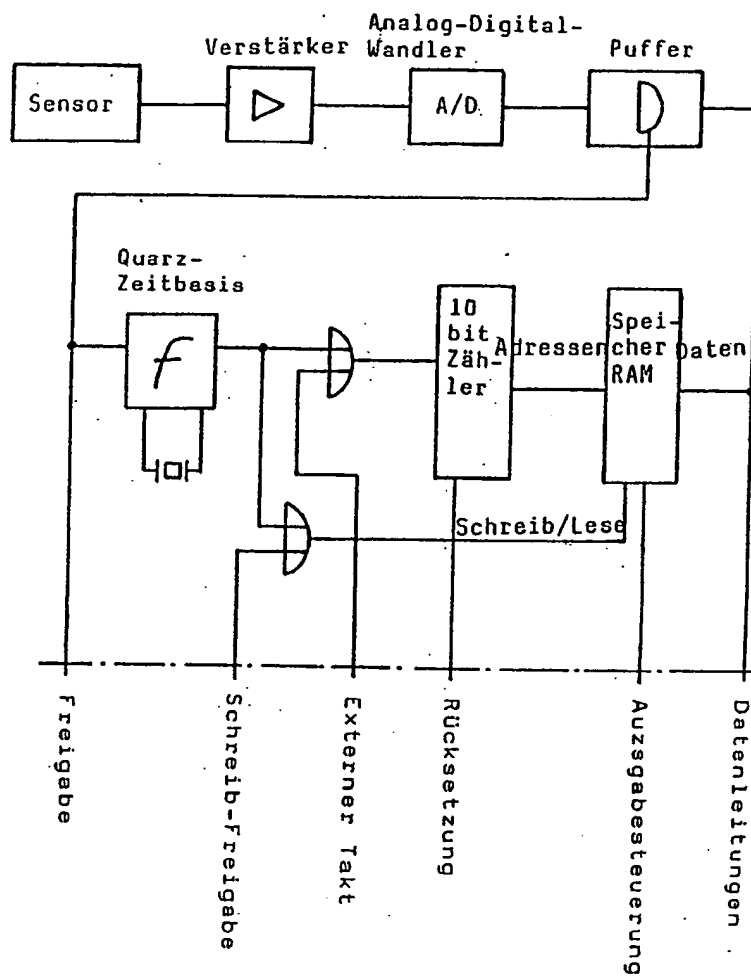 Analog-Digital-
Verstärker
Wandler
Puffer
Sensor
A/D
Quarz-
Zeitbasis
f
10
bit
Zäh-
ler
Adressen
Spei-
cher
RAM
Daten
Schreib/Lese
Freigabe
Schreib-Freigabe
Externer Takt
Rücksetzung
Auzsgabesteuerung
Datenleitungen